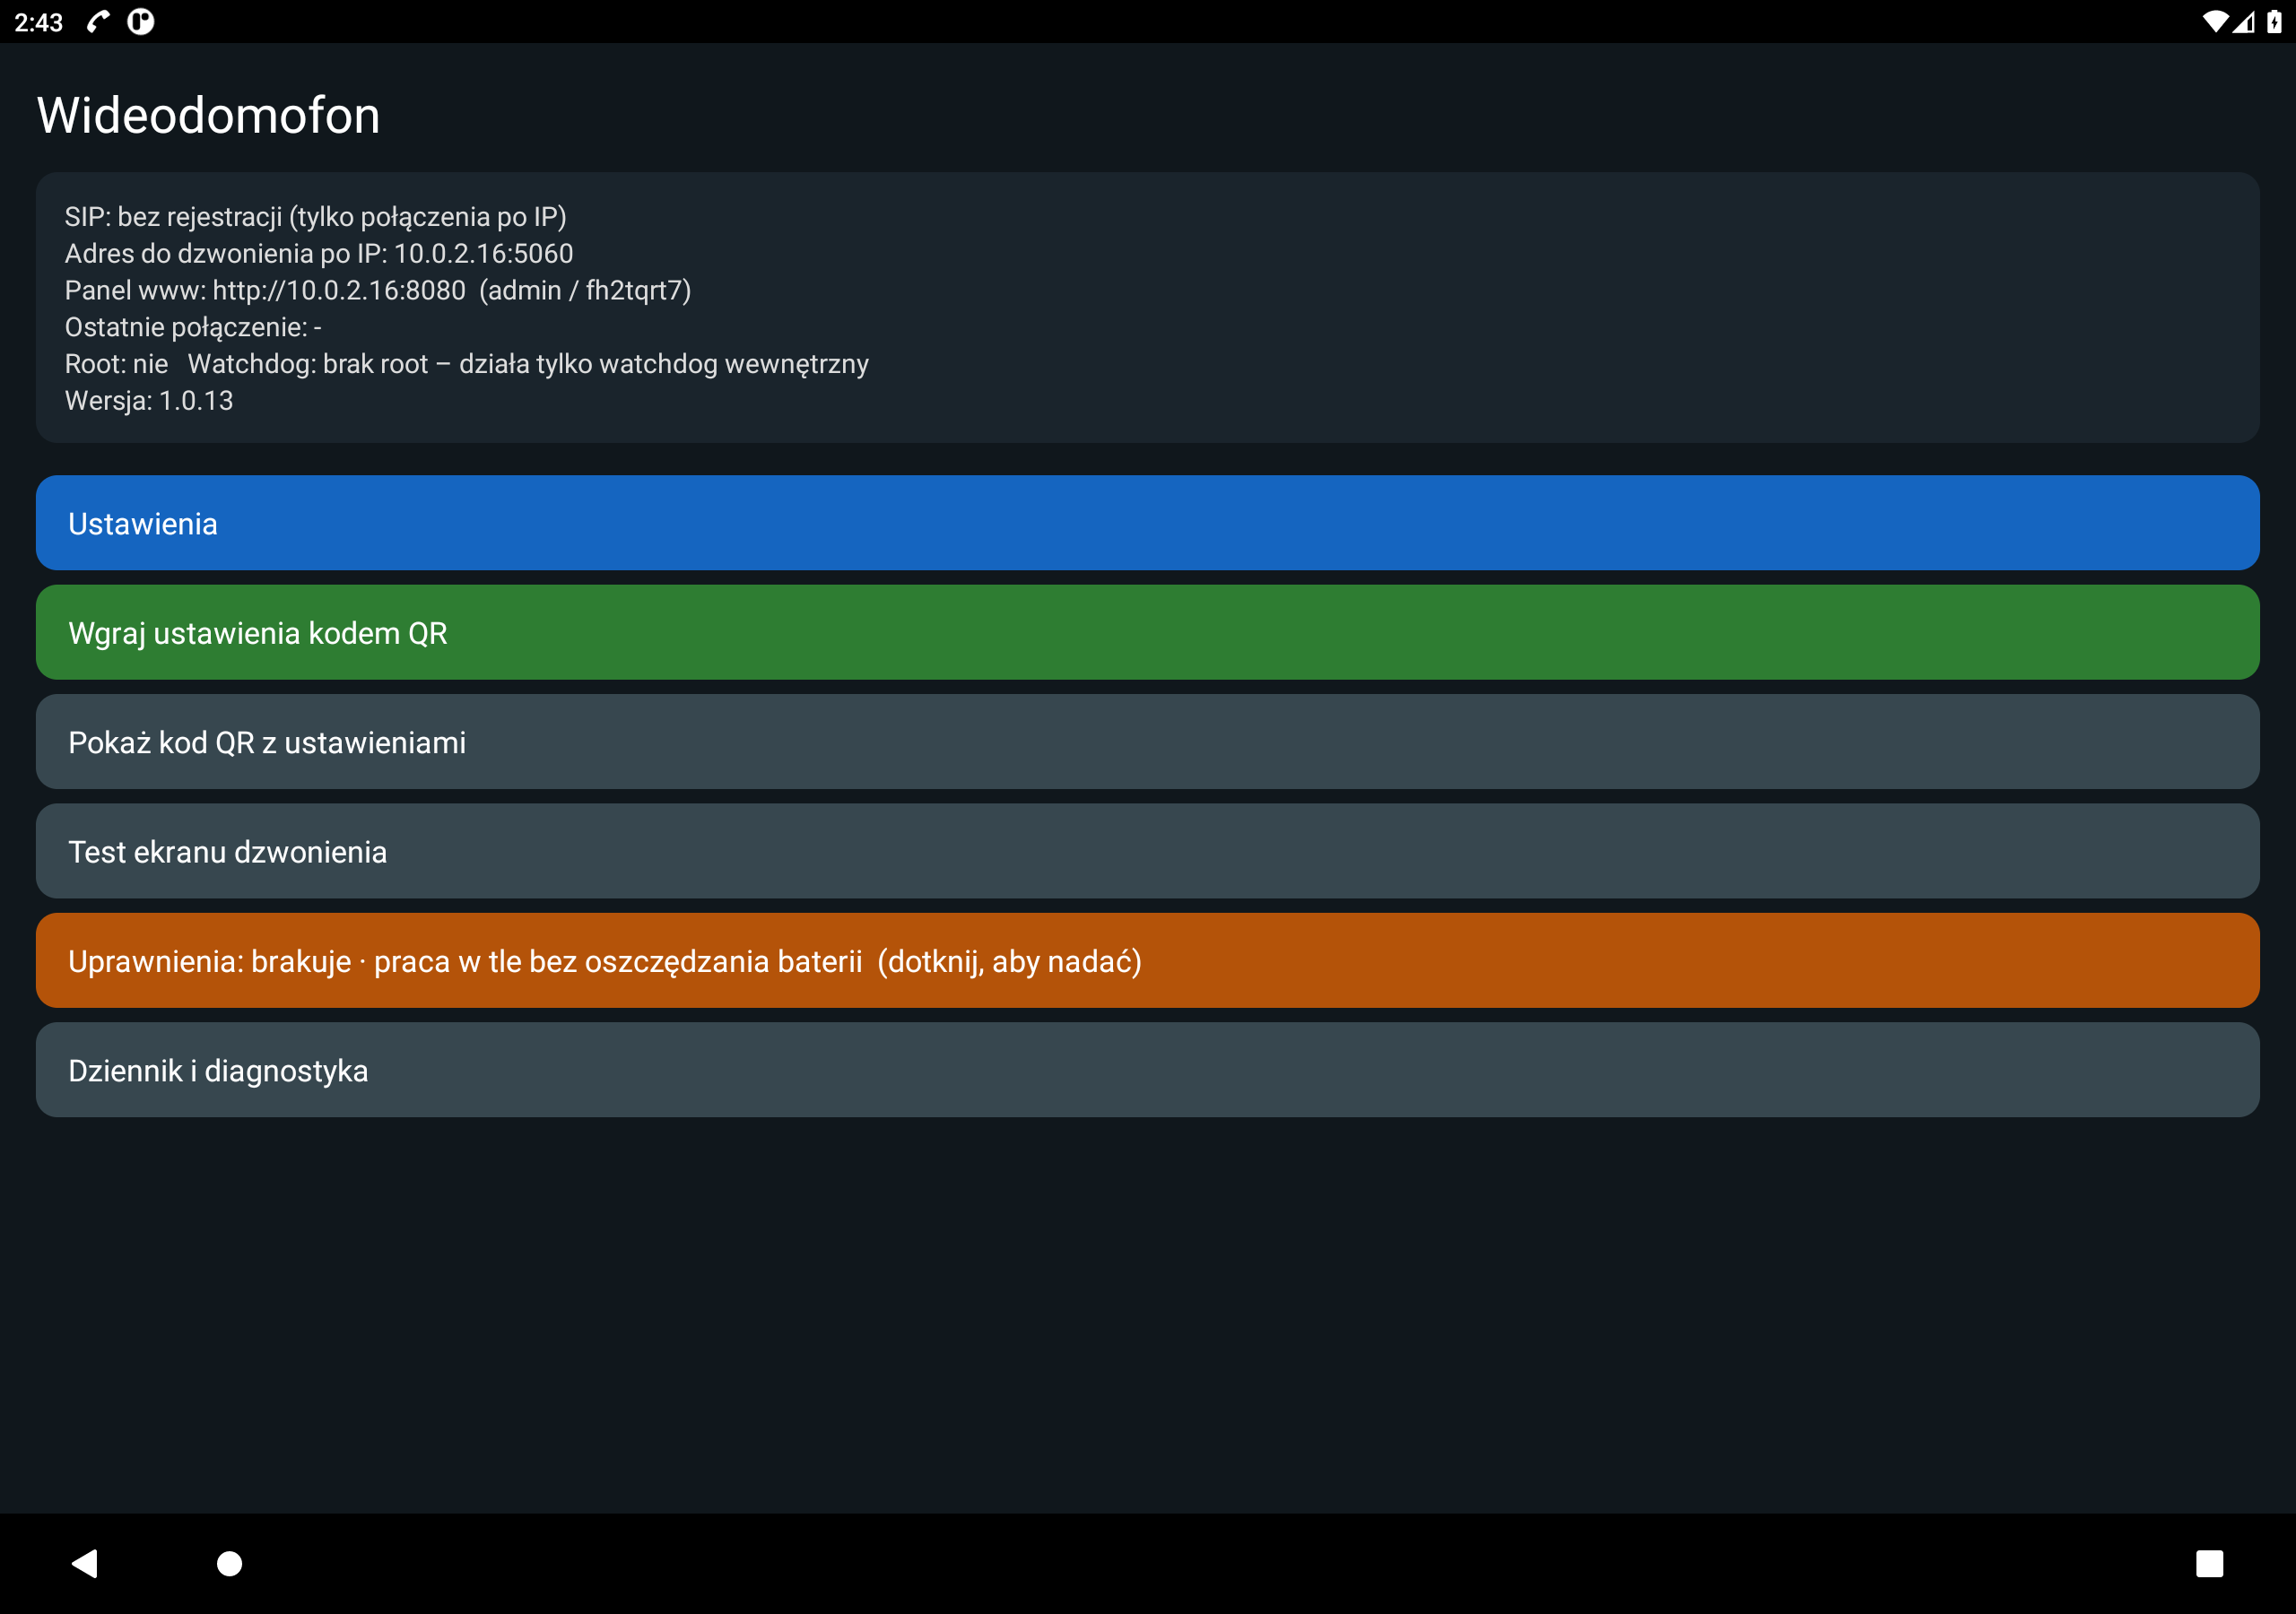 2:43
Wideodomofon
SIP: bez rejestracji (tylko połączenia po IP)
Adres do dzwonienia po IP: 10.0.2.16:5060
Panel www: http://10.0.2.16:8080 (admin / fh2tqrt7)
Ostatnie połączenie: -
Root: nie Watchdog: brak root – działa tylko watchdog wewnętrzny
Wersja: 1.0.13
Ustawienia
Wgraj ustawienia kodem QR
Pokaż kod QR z ustawieniami
Test ekranu dzwonienia
Uprawnienia: brakuje · praca w tle bez oszczędzania baterii (dotknij, aby nadać)
Dziennik i diagnostyka